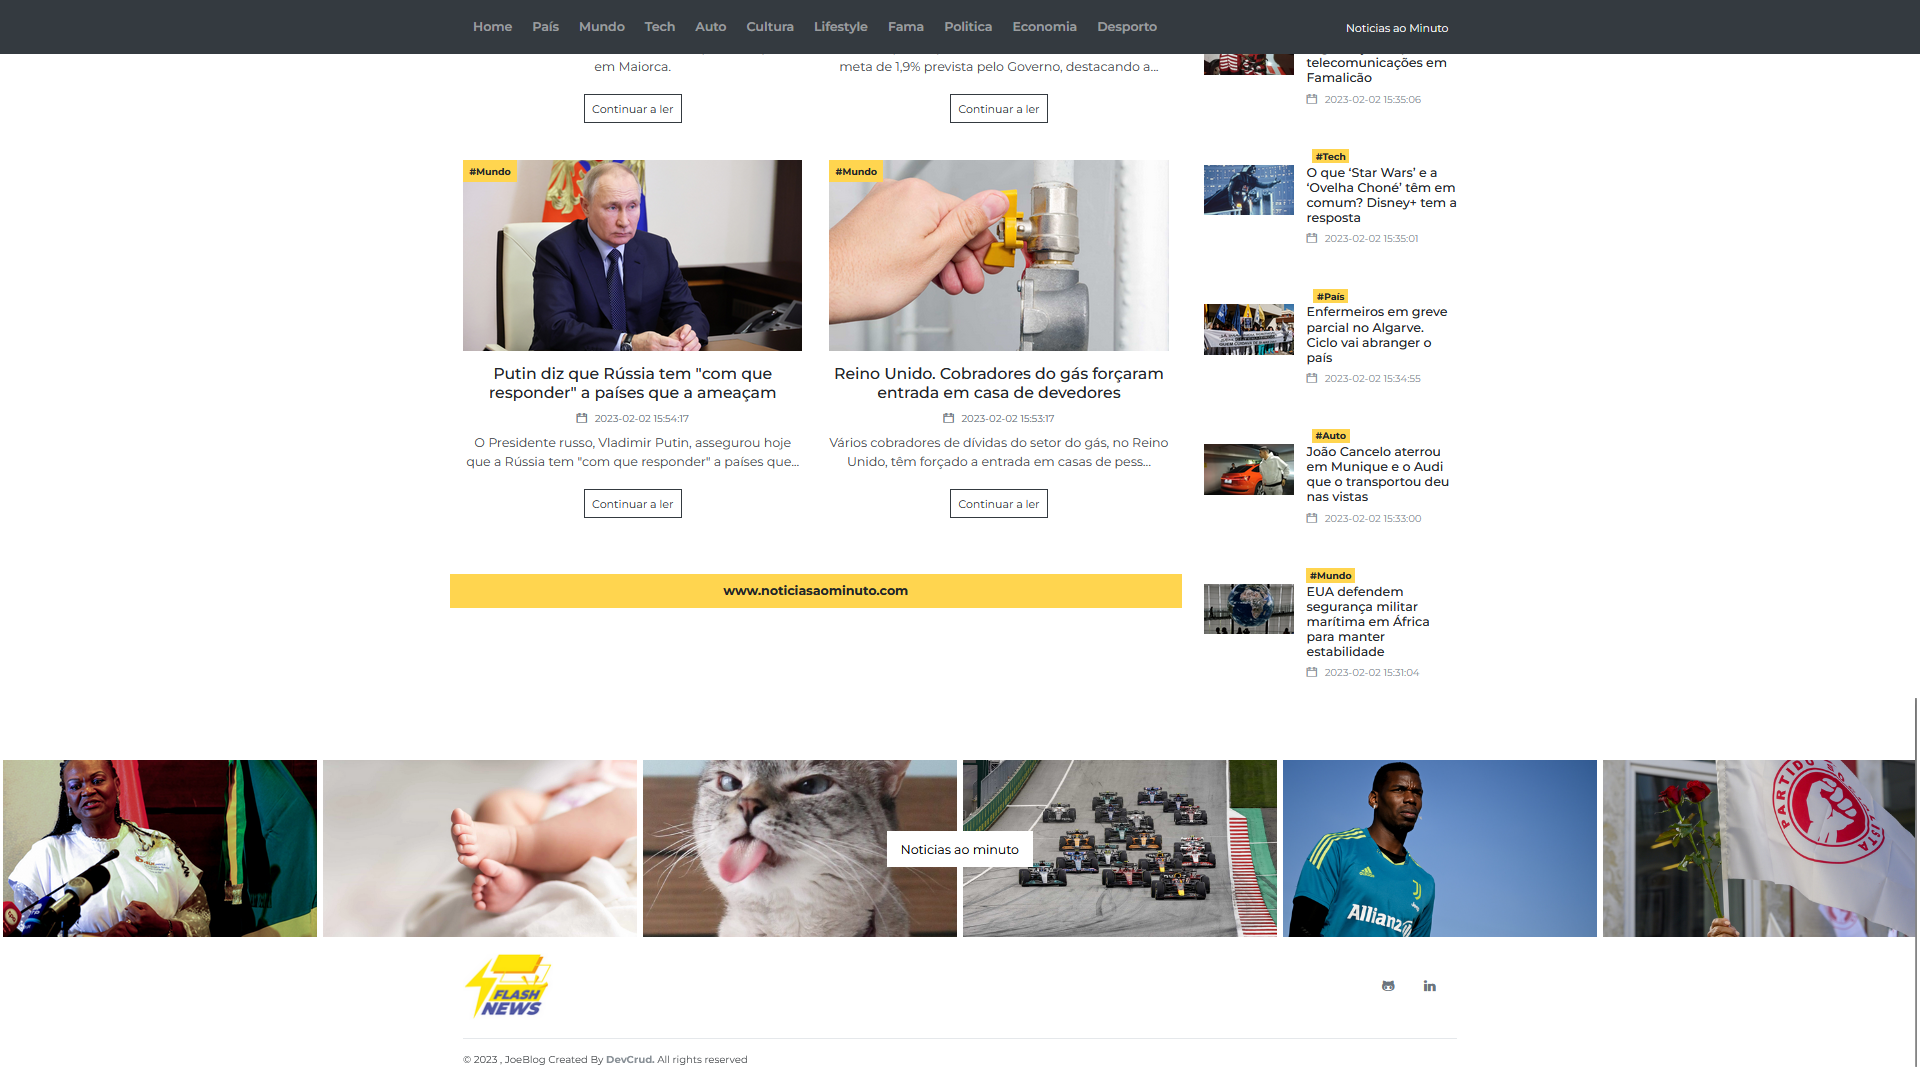 Home País Mundo Tech Auto Cultura Lifestyle Fama Politica Economia Desporto Noticias ao Minuto
em Maiorca.
Continuar a ler
meta de 1,9% prevista pelo Governo, destacando a...
Continuar a ler
#Mundo
Putin diz que Rússia tem "com que
responder" a países que a ameaçam
2023-02-02 15:54:17
O Presidente russo, Vladimir Putin, assegurou hoje
que a Rússia tem "com que responder" a países que...
Continuar a ler
#Mundo
Reino Unido. Cobradores do gás forçaram
entrada em casa de devedores
2023-02-02 15:53:17
Vários cobradores de dívidas do setor do gás, no Reino
Unido, têm forçado a entrada em casas de pess...
Continuar a ler
www.noticiasaominuto.com
telecomunicações em
Famalicão
2023-02-02 15:35:06
#Tech
O que ‘Star Wars’ e a
‘Ovelha Choné’ têm em
comum? Disney+ tem a
resposta
2023-02-02 15:35:01
#País
Enfermeiros em greve
parcial no Algarve.
Ciclo vai abranger o
país
2023-02-02 15:34:55
#Auto
João Cancelo aterrou
em Munique e o Audi
que o transportou deu
nas vistas
2023-02-02 15:33:00
#Mundo
EUA defendem
segurança militar
marítima em África
para manter
estabilidade
2023-02-02 15:31:04
Noticias ao minuto
Allianz
PARTIDO
FLASH
NEWS
in
© 2023 , JoeBlog Created By DevCrud. All rights reserved